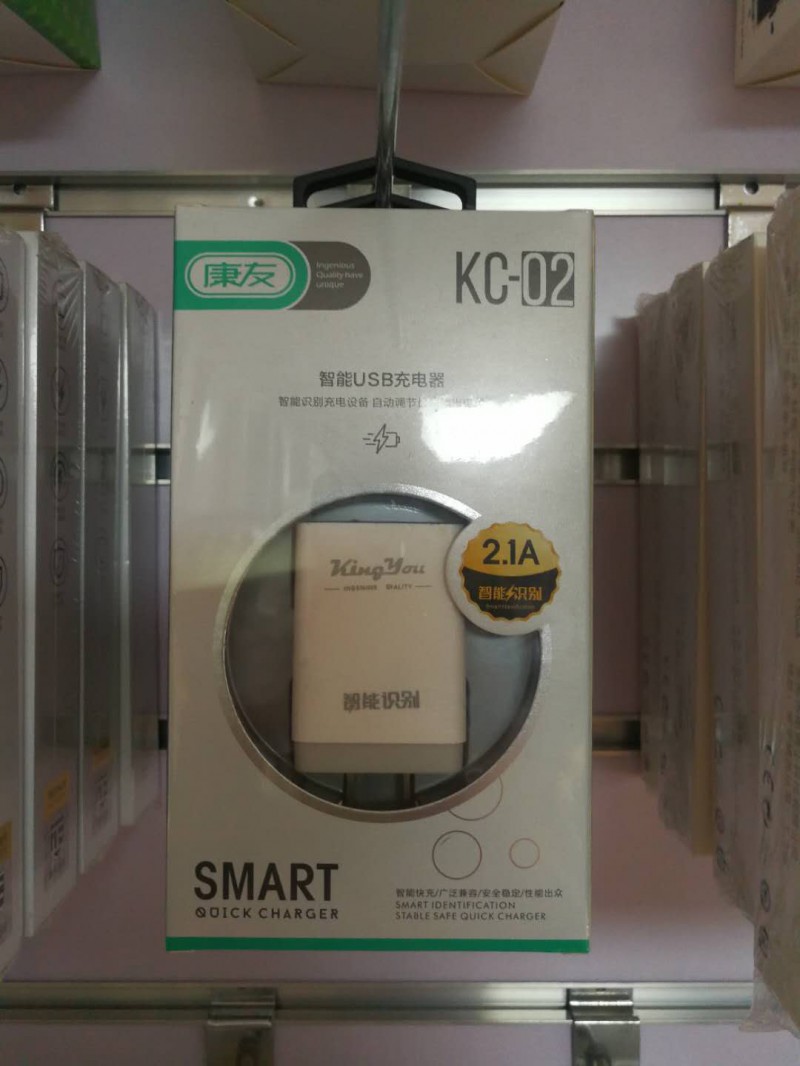 康友
Ingenious
Quality have
unique
KC-02
智能USB充电器
智能识别充电设备 自动调节
KingYou
2.1A
智能识别
智能识别
SMART
QUICK CHARGER
智能快充/广泛兼容/安全稳定/性能出众
SMART IDENTIFICATION
STABLE SAFE QUICK CHARGER